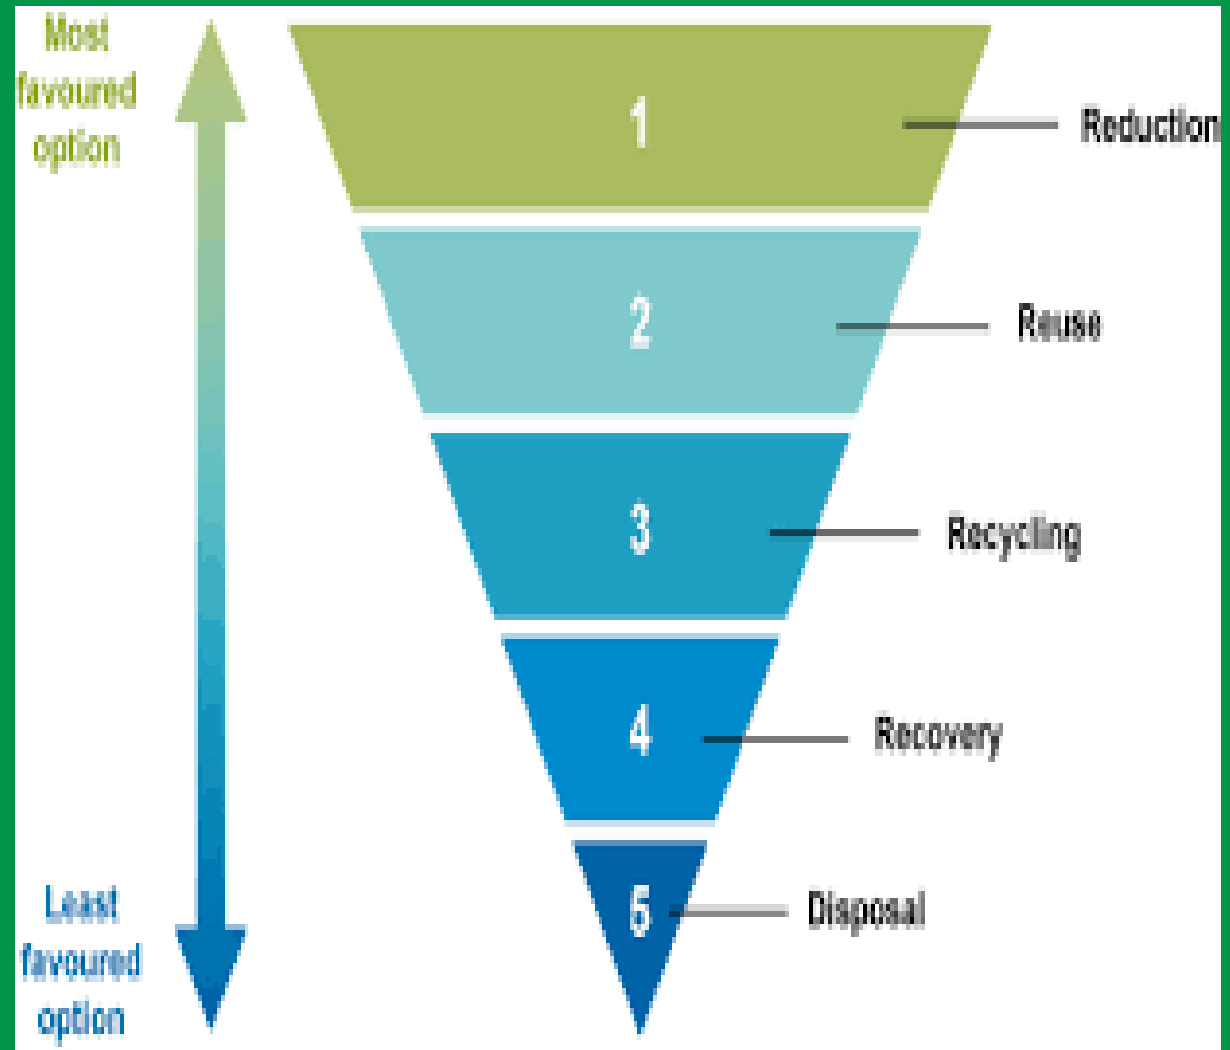 Most
favoured
option
1
Reduction
2
Reuse
3
Recycling
4
Recovery
5
Disposal
Least
favoured
option